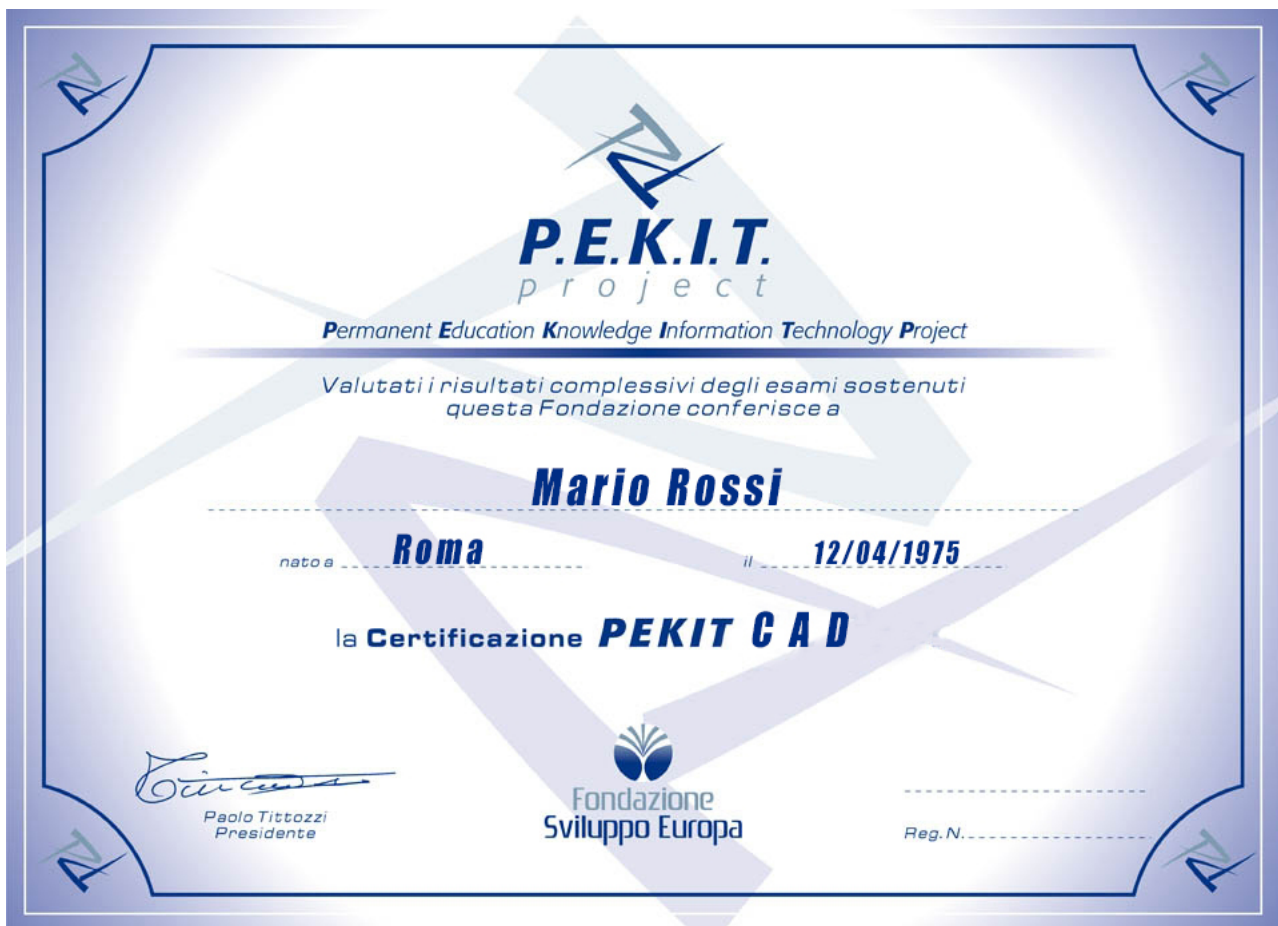 P.E.K.I.T.
project
Permanent Education Knowledge Information Technology Project
Valutati i risultati complessivi degli esami sostenuti
questa Fondazione conferisce a
Mario Rossi
nato a Roma il 12/04/1975
la Certificazione PEKIT CAD
Paolo Tittozzi
Presidente
Fondazione
Sviluppo Europa
Reg. N.